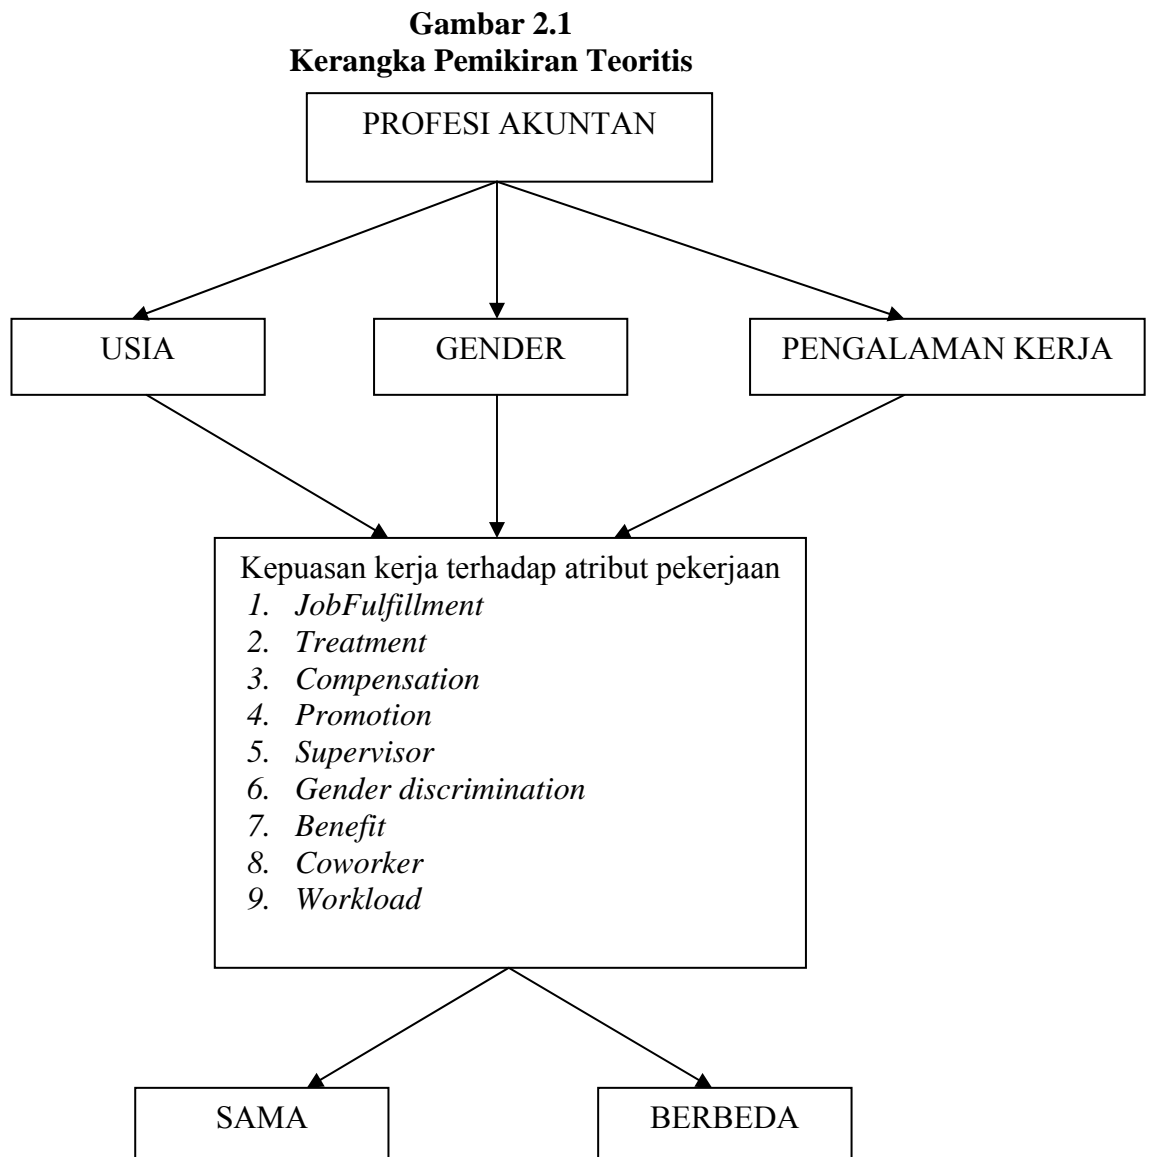 Gambar 2.1
Kerangka Pemikiran Teoritis
PROFESI AKUNTAN
USIA
GENDER
PENGALAMAN KERJA
Kepuasan kerja terhadap atribut pekerjaan
1. JobFulfillment
2. Treatment
3. Compensation
4. Promotion
5. Supervisor
6. Gender discrimination
7. Benefit
8. Coworker
9. Workload
SAMA
BERBEDA